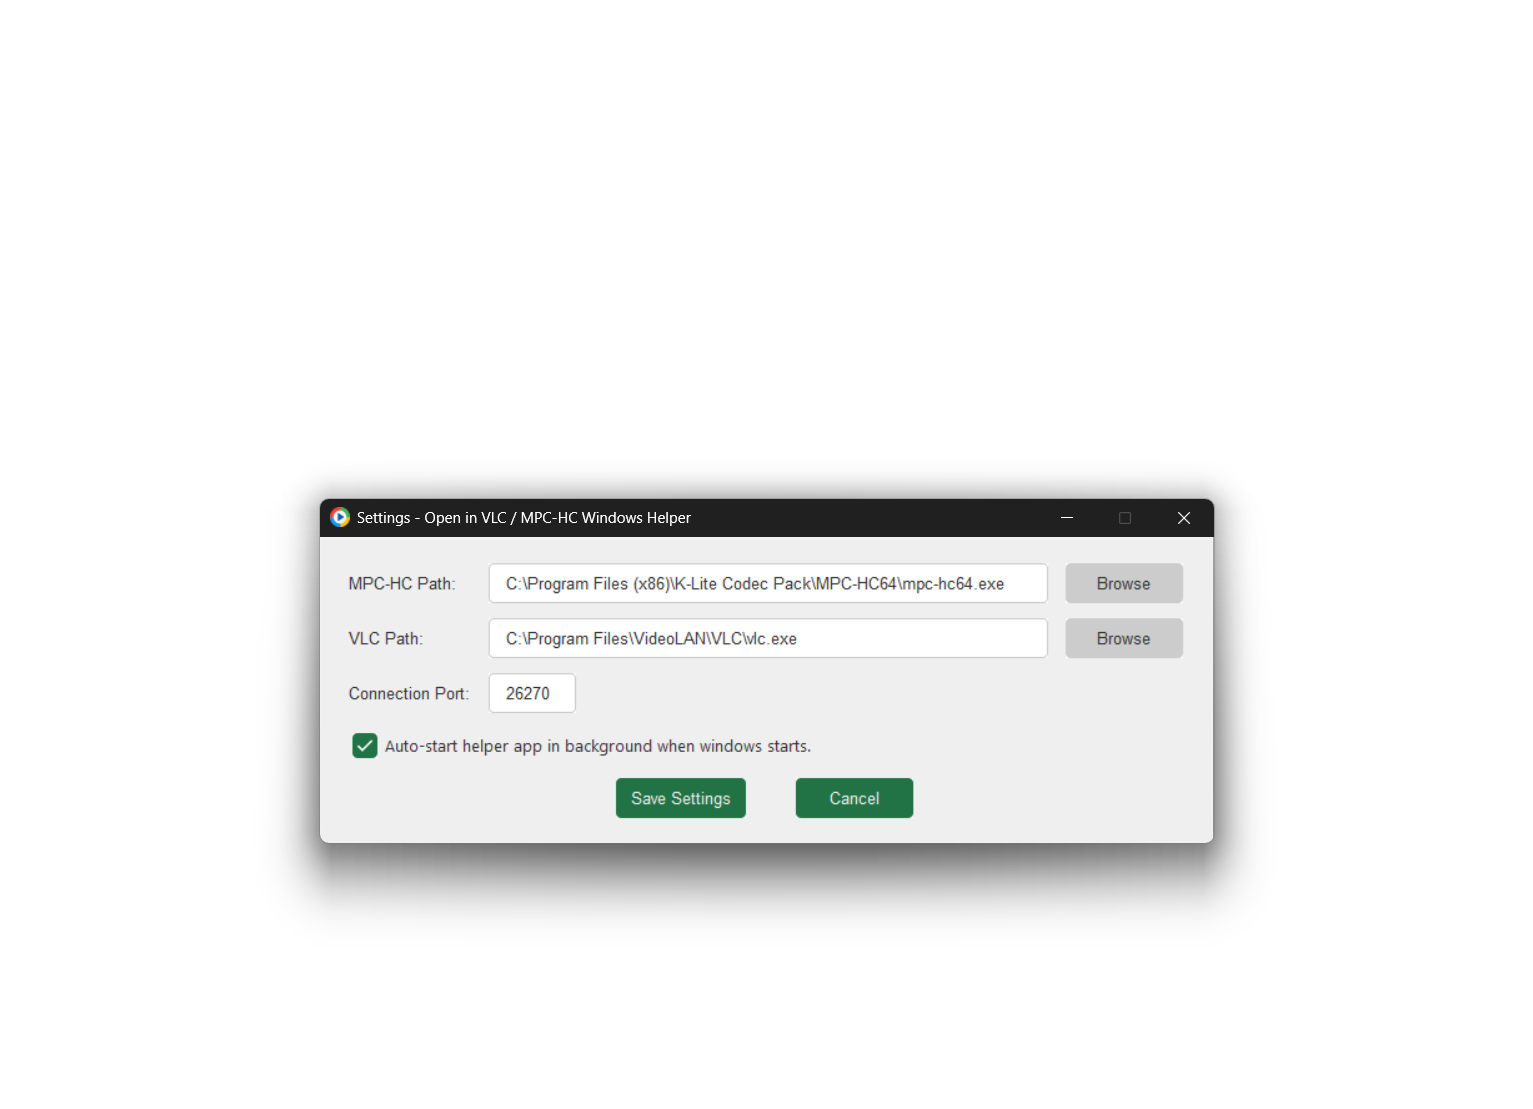 Settings - Open in VLC / MPC-HC Windows Helper
MPC-HC Path: C:\Program Files (x86)\K-Lite Codec Pack\MPC-HC64\mpc-hc64.exe Browse
VLC Path: C:\Program Files\VideoLAN\VLC\vlc.exe Browse
Connection Port: 26270
Auto-start helper app in background when windows starts.
Save Settings Cancel